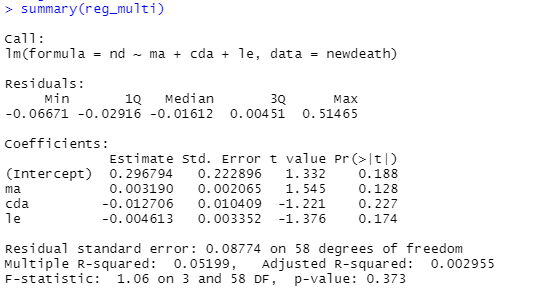 > summary(reg_multi)
Call:
lm(formula = nd ~ ma + cda + le, data = newdeath)
Residuals:
     Min       1Q   Median       3Q      Max
-0.06671 -0.02916 -0.01612  0.00451  0.51465
Coefficients:
             Estimate Std. Error t value Pr(>|t|)
(Intercept)  0.296794   0.222896   1.332    0.188
ma           0.003190   0.002065   1.545    0.128
cda         -0.012706   0.010409  -1.221    0.227
le          -0.004613   0.003352  -1.376    0.174
Residual standard error: 0.08774 on 58 degrees of freedom
Multiple R-squared:  0.05199,   Adjusted R-squared:  0.002955
F-statistic:  1.06 on 3 and 58 DF,  p-value: 0.373